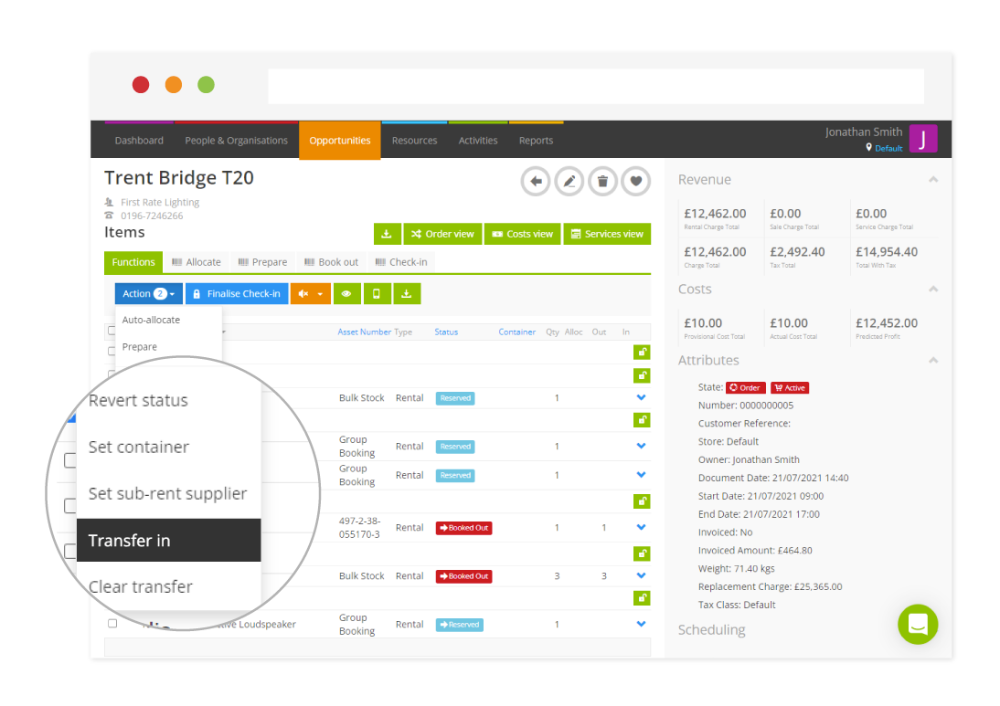 Dashboard People & Organisations Opportunities Resources Activities Reports
Jonathan Smith
Default
J
Trent Bridge T20
First Rate Lighting
0196-7246266
Items
Order view Costs view Services view
Functions Allocate Prepare Book out Check-in
Action 2 Finalise Check-in
Auto-allocate
Prepare
Revert status
Set container
Set sub-rent supplier
Transfer in
Clear transfer
Asset Number Type Status Container Qty Alloc Out In
Bulk Stock Rental Reserved 1
Group Booking Rental Reserved 1
Group Booking Rental Reserved 1
497-2-38-055170-3 Rental Booked Out 1 1
Bulk Stock Rental Booked Out 3 3
Loudspeaker Group Booking Rental Reserved 1
Revenue
£12,462.00 £0.00 £0.00
Rental Charge Total Sale Charge Total Service Charge Total
£12,462.00 £2,492.40 £14,954.40
Charge Total Tax Total Total With Tax
Costs
£10.00 £10.00 £12,452.00
Provisional Cost Total Actual Cost Total Predicted Profit
Attributes
State: Order Active
Number: 0000000005
Customer Reference:
Store: Default
Owner: Jonathan Smith
Document Date: 21/07/2021 14:40
Start Date: 21/07/2021 09:00
End Date: 21/07/2021 17:00
Invoiced: No
Invoiced Amount: £464.80
Weight: 71.40 kgs
Replacement Charge: £25,365.00
Tax Class: Default
Scheduling